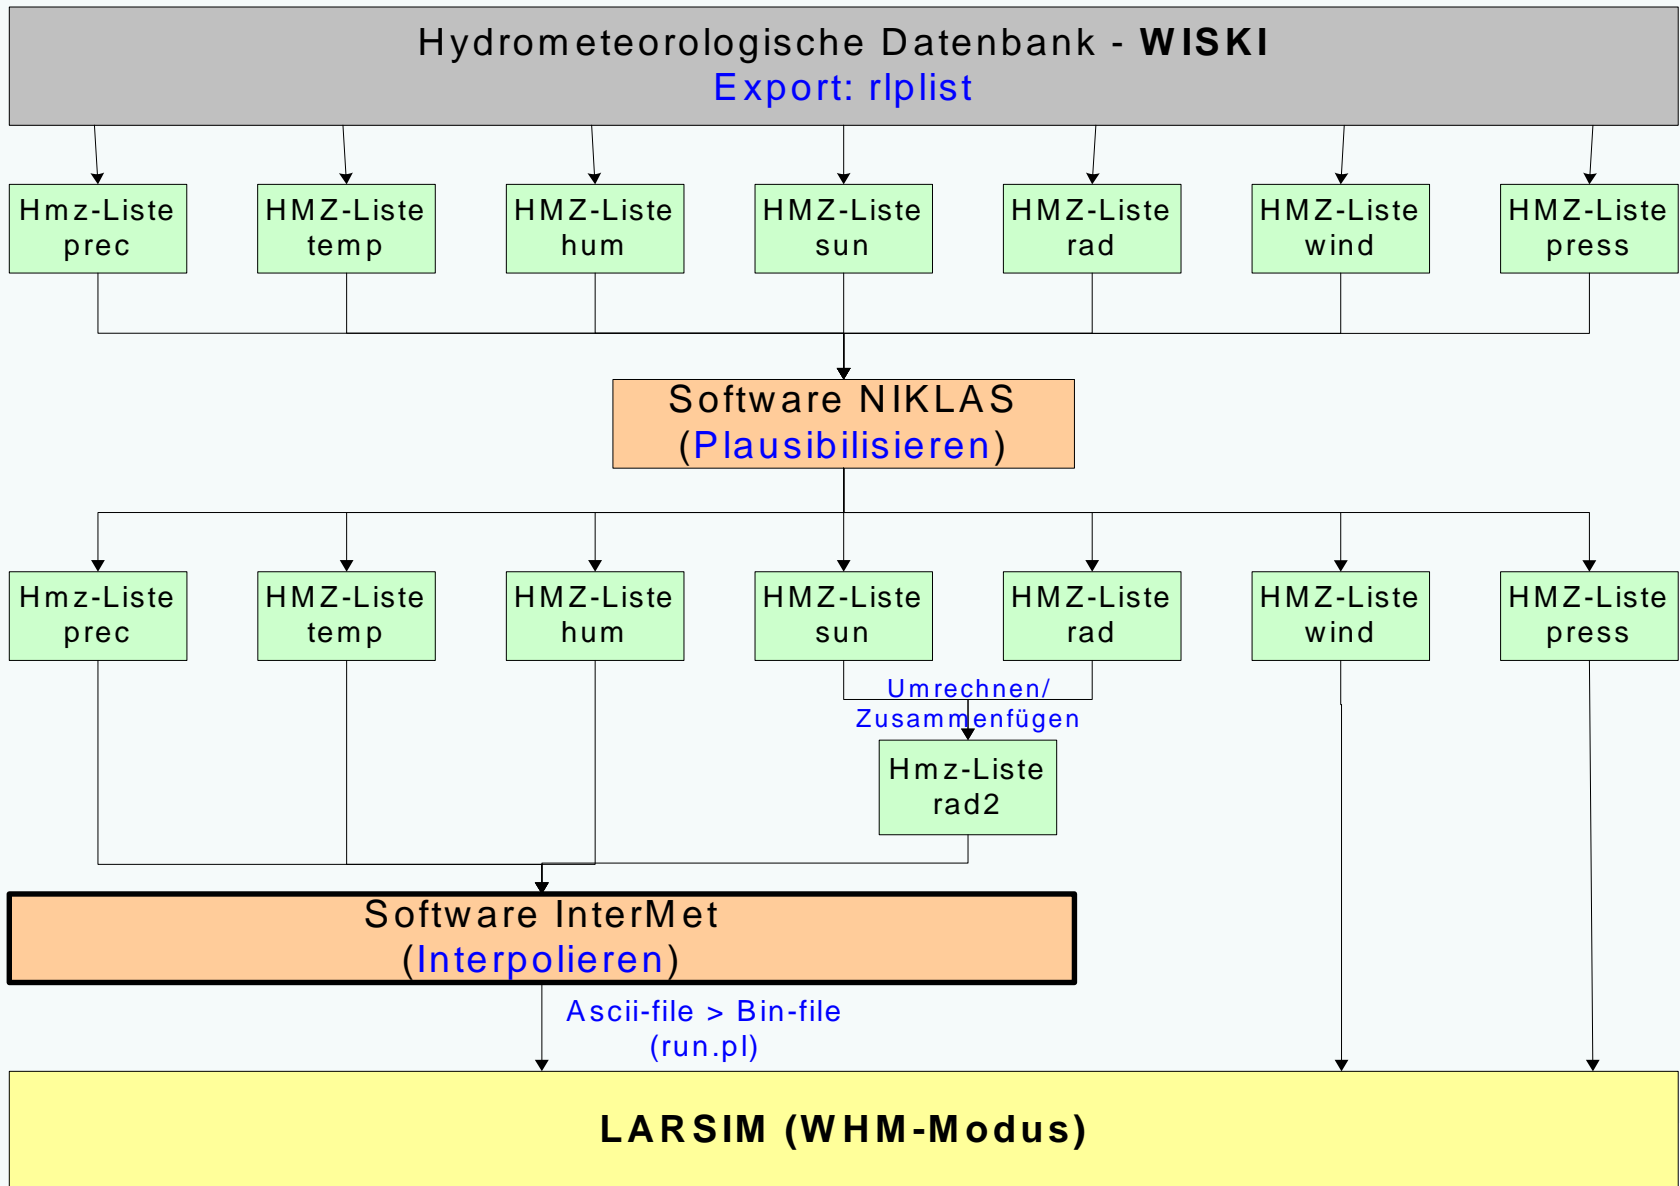 Hydrometeorologische Datenbank - WISKI
Export: rlplist
Hmz-Liste
prec
HMZ-Liste
temp
HMZ-Liste
hum
HMZ-Liste
sun
HMZ-Liste
rad
HMZ-Liste
wind
HMZ-Liste
press
Software NIKLAS
(Plausibilisieren)
Hmz-Liste
prec
HMZ-Liste
temp
HMZ-Liste
hum
HMZ-Liste
sun
HMZ-Liste
rad
HMZ-Liste
wind
HMZ-Liste
press
Umrechnen/
Zusammenfügen
Hmz-Liste
rad2
Software InterMet
(Interpolieren)
Ascii-file > Bin-file
(run.pl)
LARSIM (WHM-Modus)